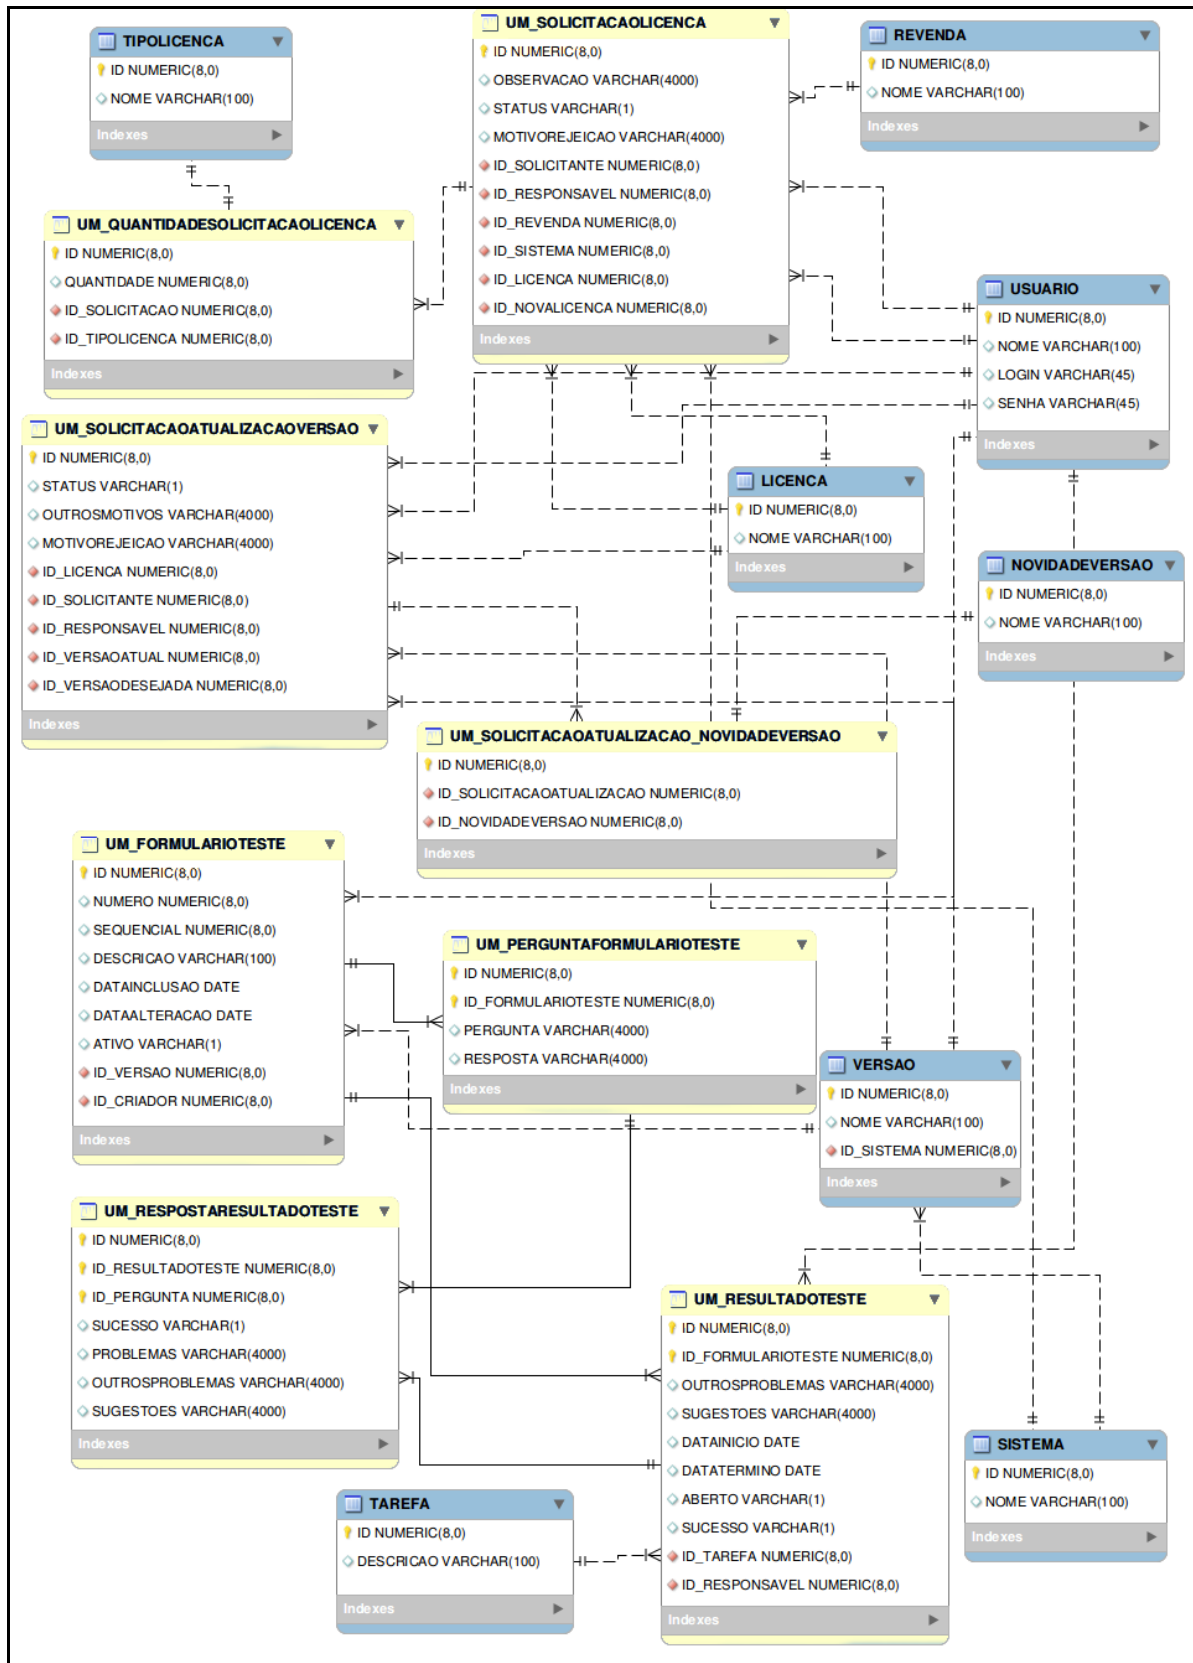 TIPOLICENCA
ID NUMERIC(8,0)
NOME VARCHAR(100)
Indexes
UM_SOLICITACAOLICENCA
ID NUMERIC(8,0)
OBSERVACAO VARCHAR(4000)
STATUS VARCHAR(1)
MOTIVOREJEICAO VARCHAR(4000)
ID_SOLICITANTE NUMERIC(8,0)
ID_RESPONSAVEL NUMERIC(8,0)
ID_REVENDA NUMERIC(8,0)
ID_SISTEMA NUMERIC(8,0)
ID_LICENCA NUMERIC(8,0)
ID_NOVALICENCA NUMERIC(8,0)
Indexes
REVENDA
ID NUMERIC(8,0)
NOME VARCHAR(100)
Indexes
UM_QUANTIDADESOLICITACAOLICENCA
ID NUMERIC(8,0)
QUANTIDADE NUMERIC(8,0)
ID_SOLICITACAO NUMERIC(8,0)
ID_TIPOLICENCA NUMERIC(8,0)
Indexes
USUARIO
ID NUMERIC(8,0)
NOME VARCHAR(100)
LOGIN VARCHAR(45)
SENHA VARCHAR(45)
Indexes
UM_SOLICITACAOATUALIZACAOVERSAO
ID NUMERIC(8,0)
STATUS VARCHAR(1)
OUTROSMOTIVOS VARCHAR(4000)
MOTIVOREJEICAO VARCHAR(4000)
ID_LICENCA NUMERIC(8,0)
ID_SOLICITANTE NUMERIC(8,0)
ID_RESPONSAVEL NUMERIC(8,0)
ID_VERSAOATUAL NUMERIC(8,0)
ID_VERSAODESEJADA NUMERIC(8,0)
Indexes
LICENCA
ID NUMERIC(8,0)
NOME VARCHAR(100)
Indexes
NOVIDADEVERSAO
ID NUMERIC(8,0)
NOME VARCHAR(100)
Indexes
UM_SOLICITACAOATUALIZACAO_NOVIDADEVERSAO
ID NUMERIC(8,0)
ID_SOLICITACAOATUALIZACAO NUMERIC(8,0)
ID_NOVIDADEVERSAO NUMERIC(8,0)
Indexes
UM_FORMULARIOTESTE
ID NUMERIC(8,0)
NUMERO NUMERIC(8,0)
SEQUENCIAL NUMERIC(8,0)
DESCRICAO VARCHAR(100)
DATAINCLUSAO DATE
DATAALTERACAO DATE
ATIVO VARCHAR(1)
ID_VERSAO NUMERIC(8,0)
ID_CRIADOR NUMERIC(8,0)
Indexes
UM_PERGUNTAFORMULARIOTESTE
ID NUMERIC(8,0)
ID_FORMULARIOTESTE NUMERIC(8,0)
PERGUNTA VARCHAR(4000)
RESPOSTA VARCHAR(4000)
Indexes
VERSAO
ID NUMERIC(8,0)
NOME VARCHAR(100)
ID_SISTEMA NUMERIC(8,0)
Indexes
UM_RESPOSTARESULTADOTESTE
ID NUMERIC(8,0)
ID_RESULTADOTESTE NUMERIC(8,0)
ID_PERGUNTA NUMERIC(8,0)
SUCESSO VARCHAR(1)
PROBLEMAS VARCHAR(4000)
OUTROSPROBLEMAS VARCHAR(4000)
SUGESTOES VARCHAR(4000)
Indexes
UM_RESULTADOTESTE
ID NUMERIC(8,0)
ID_FORMULARIOTESTE NUMERIC(8,0)
OUTROSPROBLEMAS VARCHAR(4000)
SUGESTOES VARCHAR(4000)
DATAINICIO DATE
DATATERMINO DATE
ABERTO VARCHAR(1)
SUCESSO VARCHAR(1)
ID_TAREFA NUMERIC(8,0)
ID_RESPONSAVEL NUMERIC(8,0)
Indexes
SISTEMA
ID NUMERIC(8,0)
NOME VARCHAR(100)
Indexes
TAREFA
ID NUMERIC(8,0)
DESCRICAO VARCHAR(100)
Indexes